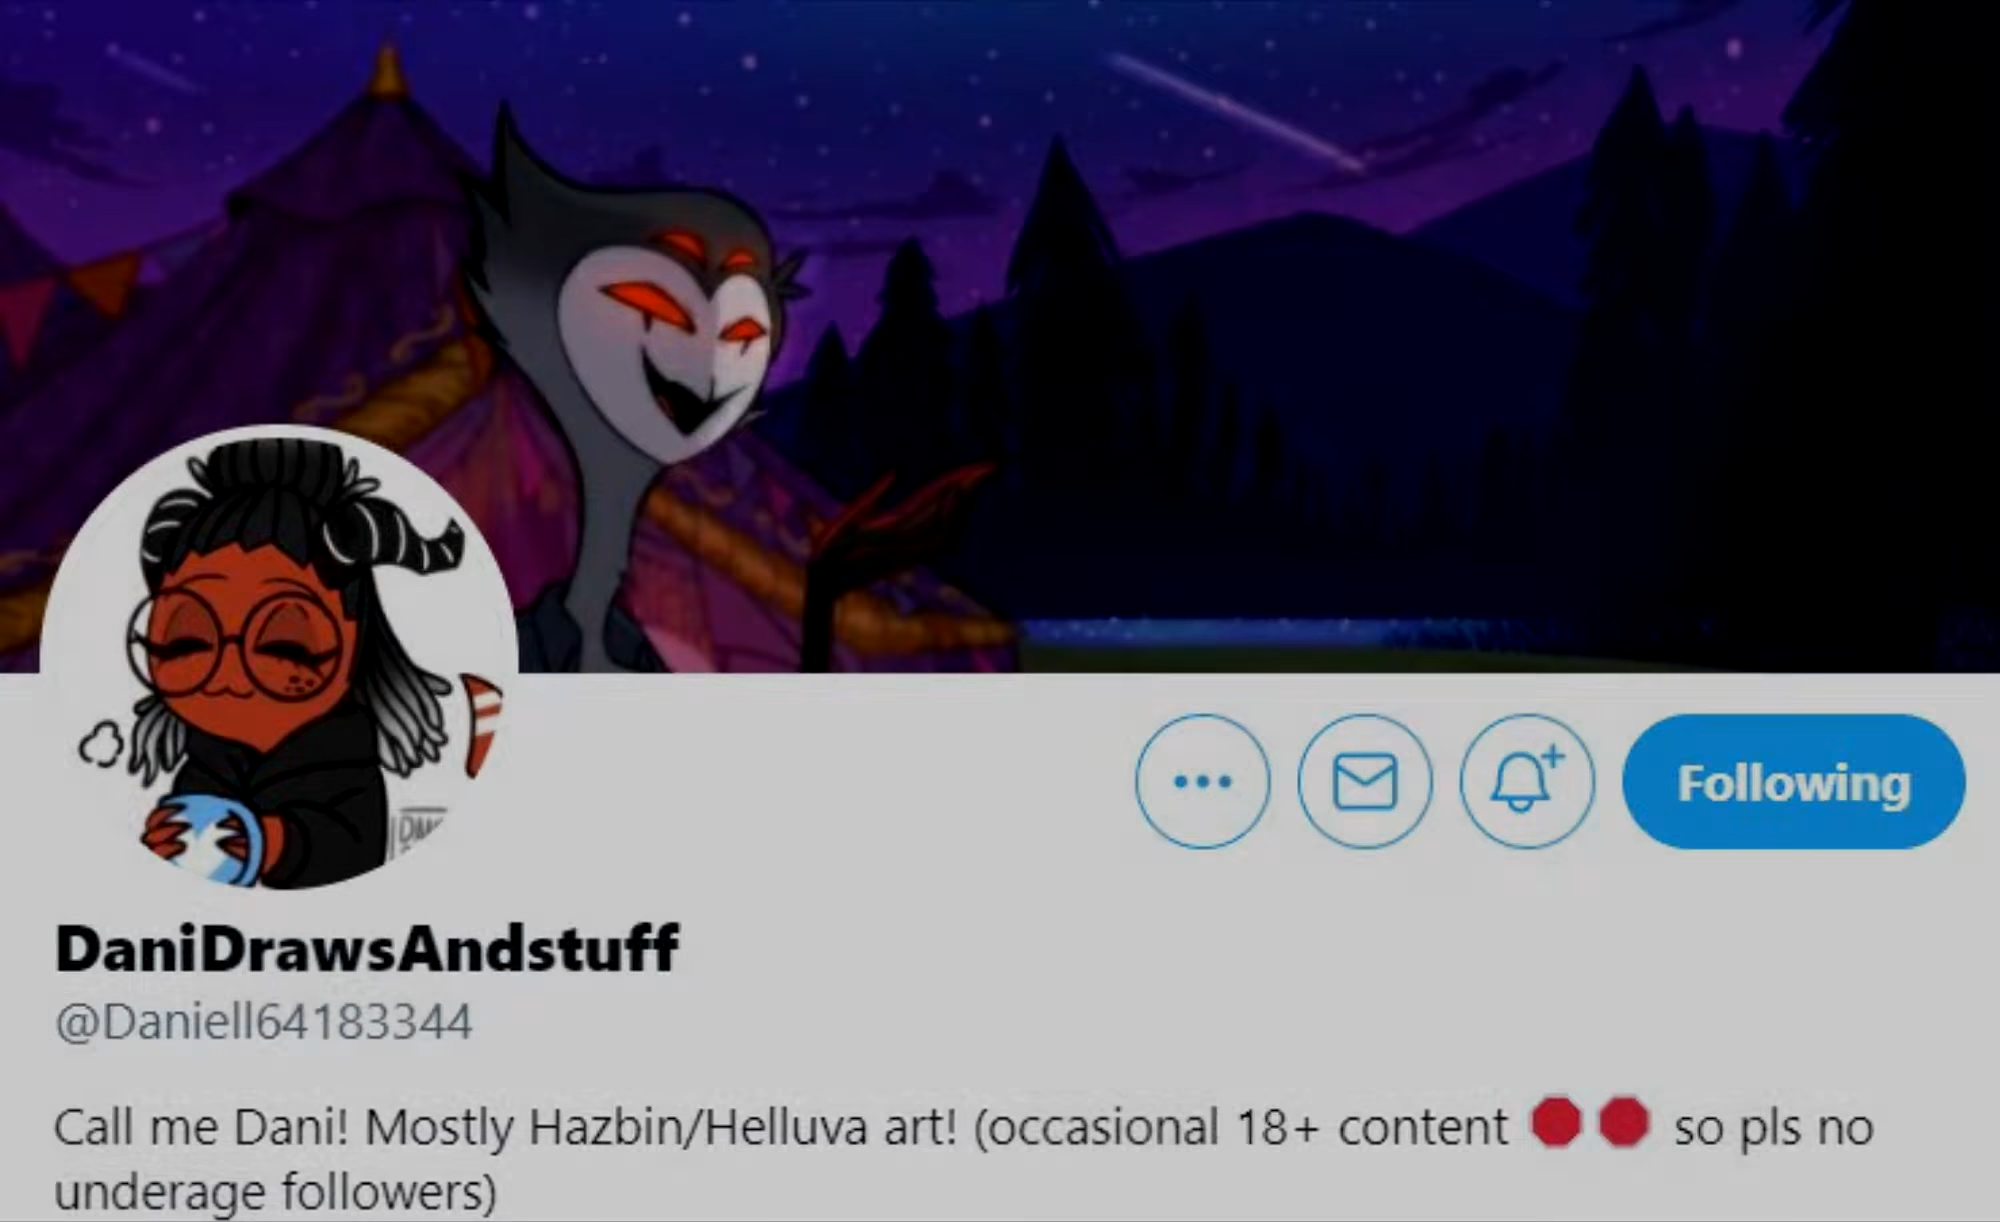 Following
DaniDrawsAndstuff
@Daniell64183344
Call me Dani! Mostly Hazbin/Helluva art! (occasional 18+ content 🛑🛑 so pls no
underage followers)